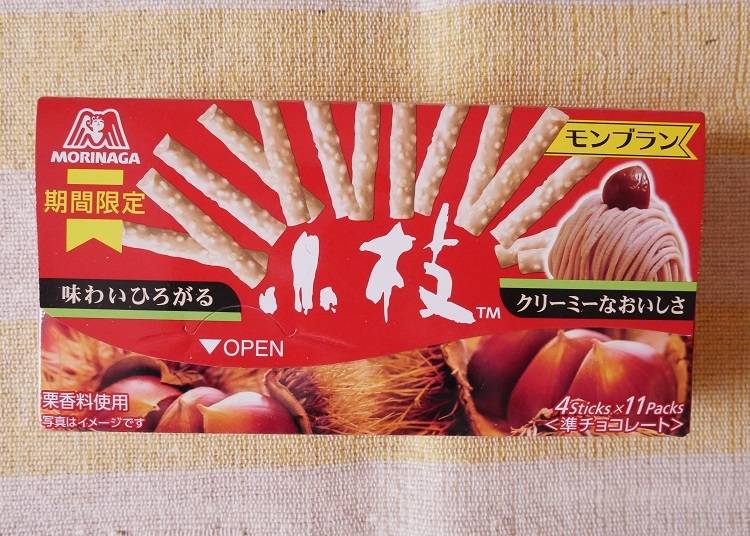 MORINAGA
期間限定
モンブラン
小枝™
味わいひろがる
クリーミーなおいしさ
▼OPEN
栗香料使用
写真はイメージです
4Sticks×11Packs
<準チョコレート>